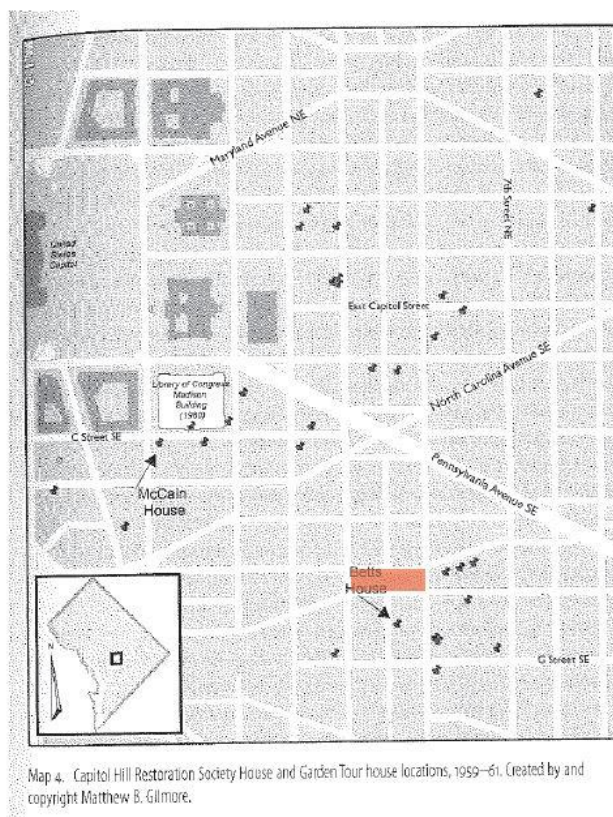 Maryland Avenue NE
7th Street NE
United
States
Capitol
East Capitol Street
North Carolina Avenue SE
Library of Congress
Madison
Building
(1980)
C Street SE
Pennsylvania Avenue SE
McCain
House
Betts
House
N
G Street SE
Map 4. Capitol Hill Restoration Society House and Garden Tour house locations, 1959–61. Created by and
copyright Matthew B. Gilmore.